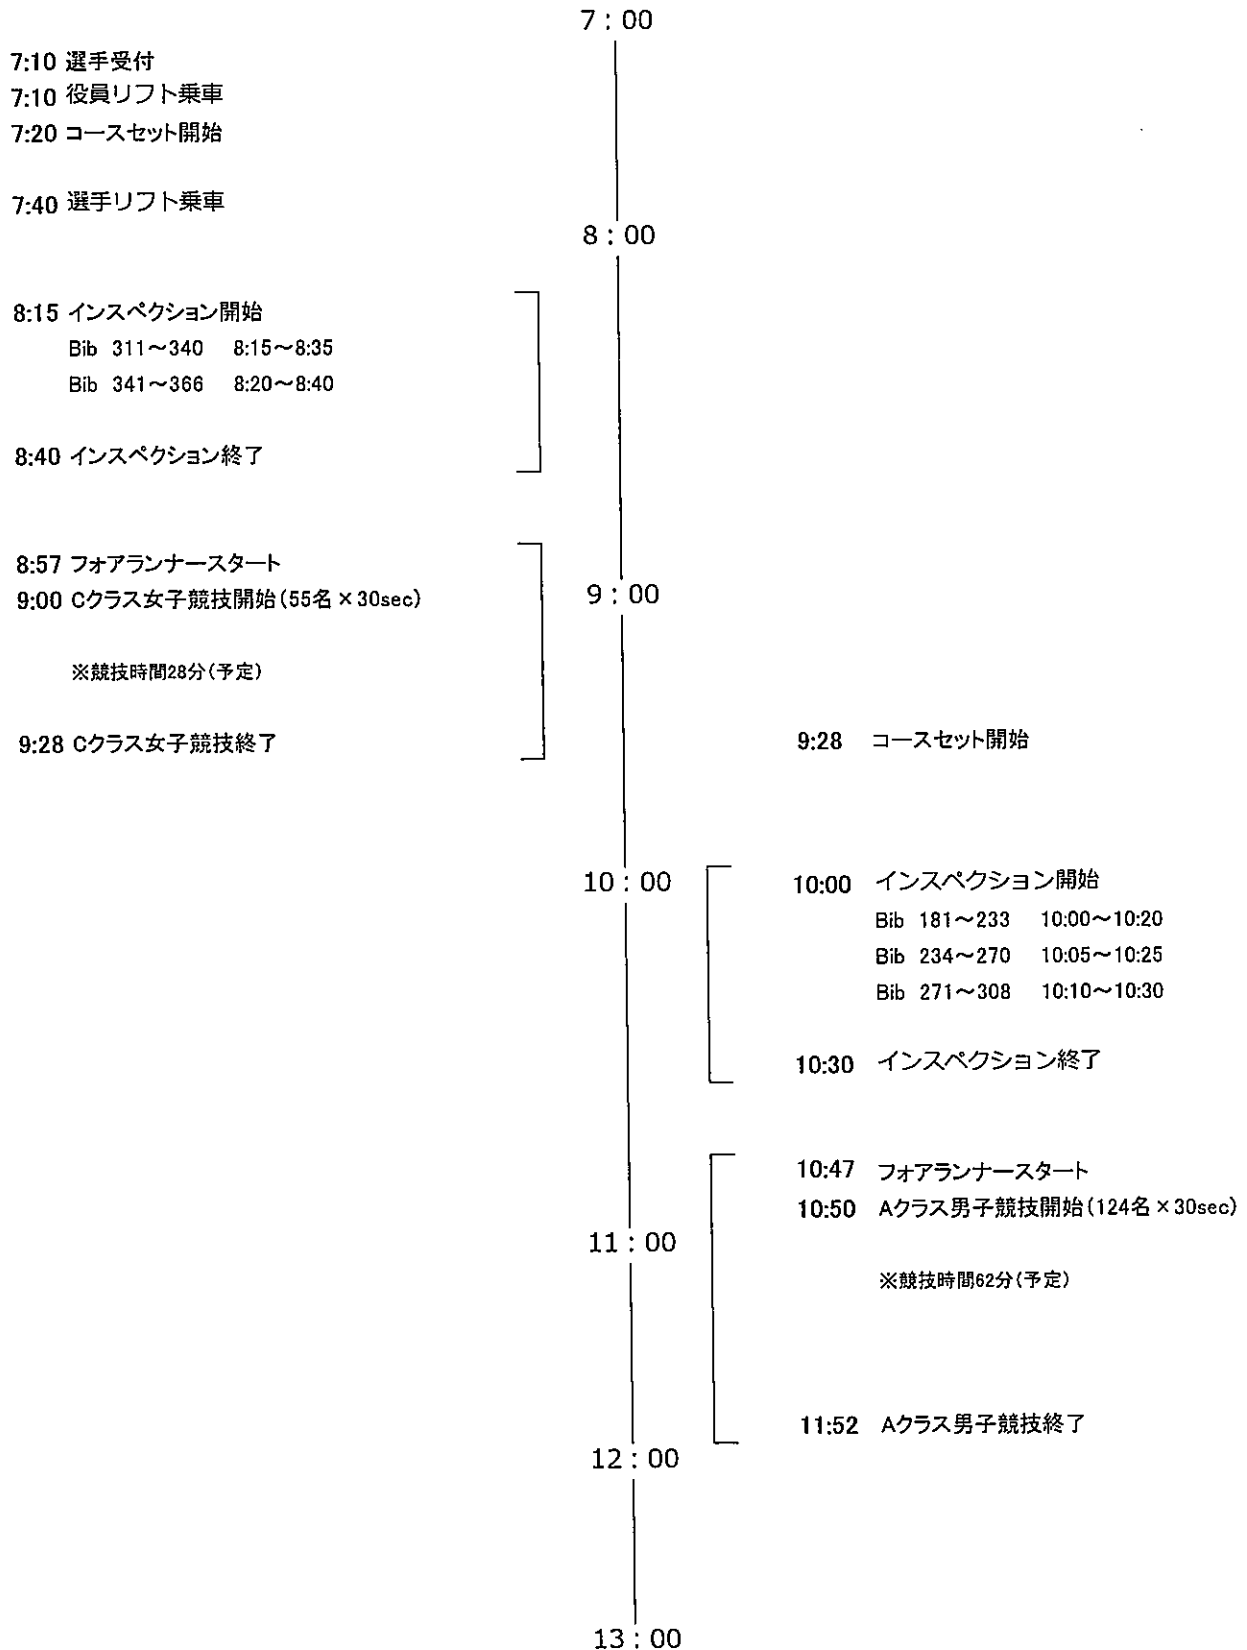 7：00
7:10 選手受付
7:10 役員リフト乗車
7:20 コースセット開始
7:40 選手リフト乗車
8：00
8:15 インスペクション開始
Bib 311～340 8:15～8:35
Bib 341～366 8:20～8:40
8:40 インスペクション終了
8:57 フォアランナースタート
9:00 Cクラス女子競技開始(55名×30sec)
9：00
※競技時間28分(予定)
9:28 Cクラス女子競技終了
9:28 コースセット開始
10：00
10:00 インスペクション開始
Bib 181～233 10:00～10:20
Bib 234～270 10:05～10:25
Bib 271～308 10:10～10:30
10:30 インスペクション終了
10:47 フォアランナースタート
10:50 Aクラス男子競技開始(124名×30sec)
11：00
※競技時間62分(予定)
11:52 Aクラス男子競技終了
12：00
13：00